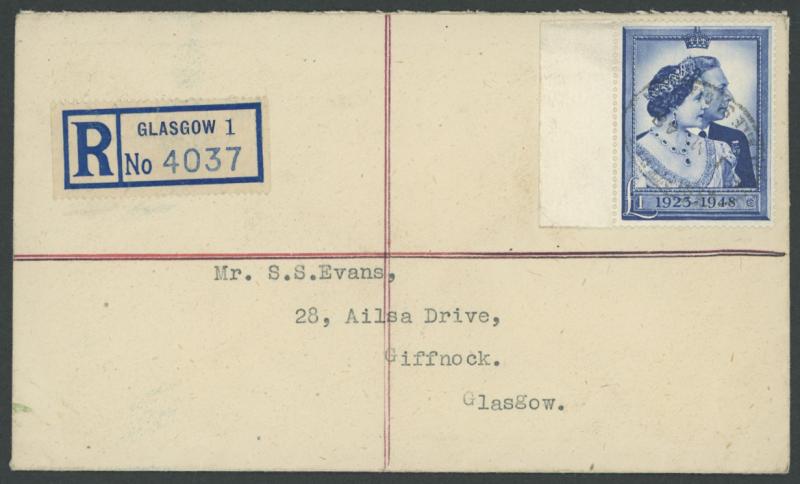 R GLASGOW 1
No 4037
£1 1923-1948
Mr. S.S.Evans,
28, Ailsa Drive,
Giffnock.
Glasgow.